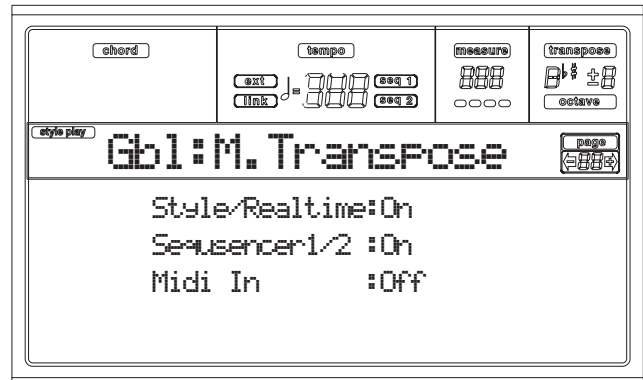 chord
tempo
measure
transpose
ext
seq 1
link
seq 2
octave
style play
Gbl:M.Transpose
page
Style/Realtime:On
Sequsencer1/2 :On
Midi In :Off